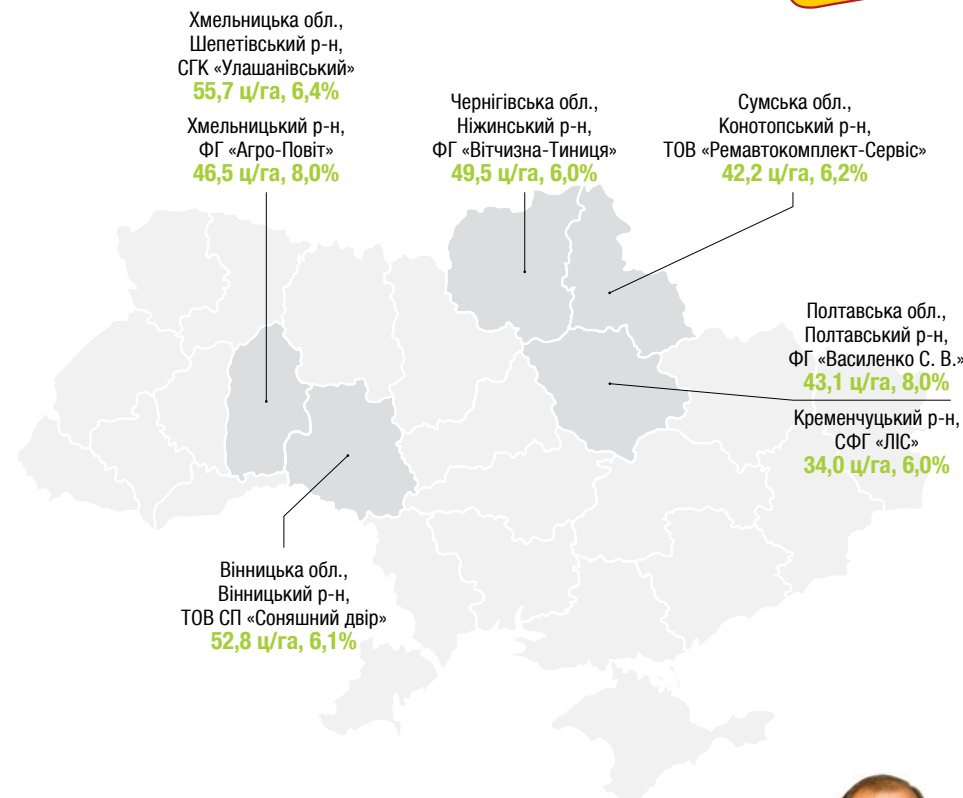 Хмельницька обл.,
Шепетівський р-н,
СГК «Улашанівський»
55,7 ц/га, 6,4%
Хмельницький р-н,
ФГ «Агро-Повіт»
46,5 ц/га, 8,0%
Чернігівська обл.,
Ніжинський р-н,
ФГ «Вітчизна-Тиниця»
49,5 ц/га, 6,0%
Сумська обл.,
Конотопський р-н,
ТОВ «Ремавтокомплект-Сервіс»
42,2 ц/га, 6,2%
Полтавська обл.,
Полтавський р-н,
ФГ «Василенко С. В.»
43,1 ц/га, 8,0%
Кременчуцький р-н,
СФГ «ЛІС»
34,0 ц/га, 6,0%
Вінницька обл.,
Вінницький р-н,
ТОВ СП «Соняшний двір»
52,8 ц/га, 6,1%